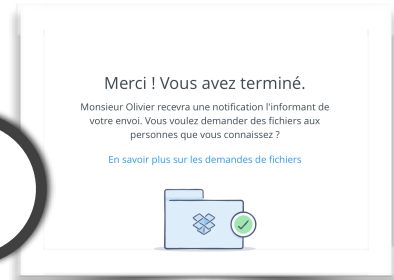 Merci ! Vous avez terminé.
Monsieur Olivier recevra une notification l'informant de
votre envoi. Vous voulez demander des fichiers aux
personnes que vous connaissez ?
En savoir plus sur les demandes de fichiers